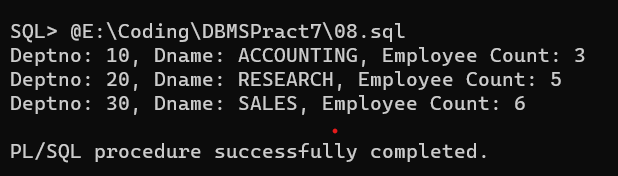 SQL> @E:\Coding\DBMSPract7\08.sql
Deptno: 10, Dname: ACCOUNTING, Employee Count: 3
Deptno: 20, Dname: RESEARCH, Employee Count: 5
Deptno: 30, Dname: SALES, Employee Count: 6
PL/SQL procedure successfully completed.